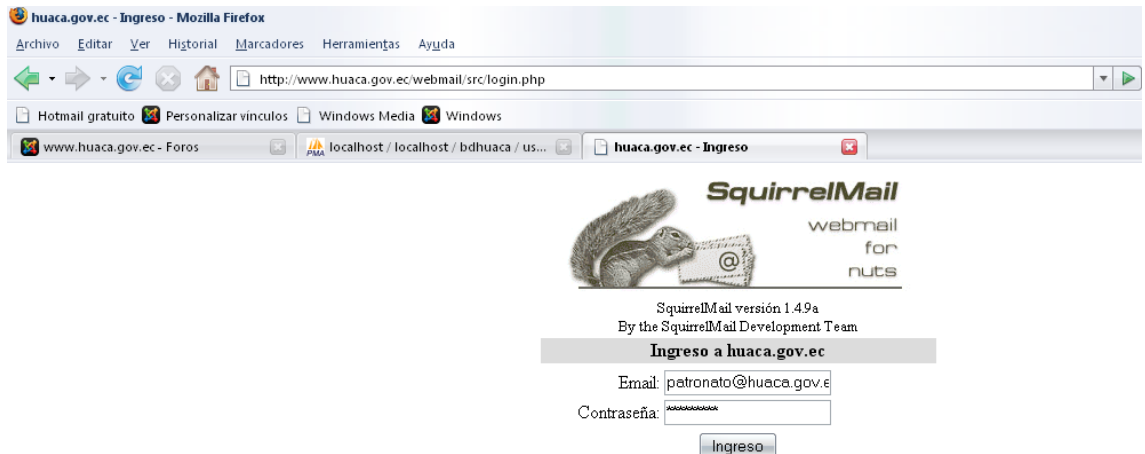 huaca.gov.ec - Ingreso - Mozilla Firefox
Archivo Editar Ver Historial Marcadores Herramientas Ayuda
http://www.huaca.gov.ec/webmail/src/login.php
Hotmail gratuito Personalizar vínculos Windows Media Windows
www.huaca.gov.ec - Foros
PMA localhost / localhost / bdhuaca / us...
huaca.gov.ec - Ingreso
SquirrelMail
webmail
for
nuts
@
SquirrelMail versión 1.4.9a
By the SquirrelMail Development Team
Ingreso a huaca.gov.ec
Email: patronato@huaca.gov.e
Contraseña: *********
Ingreso